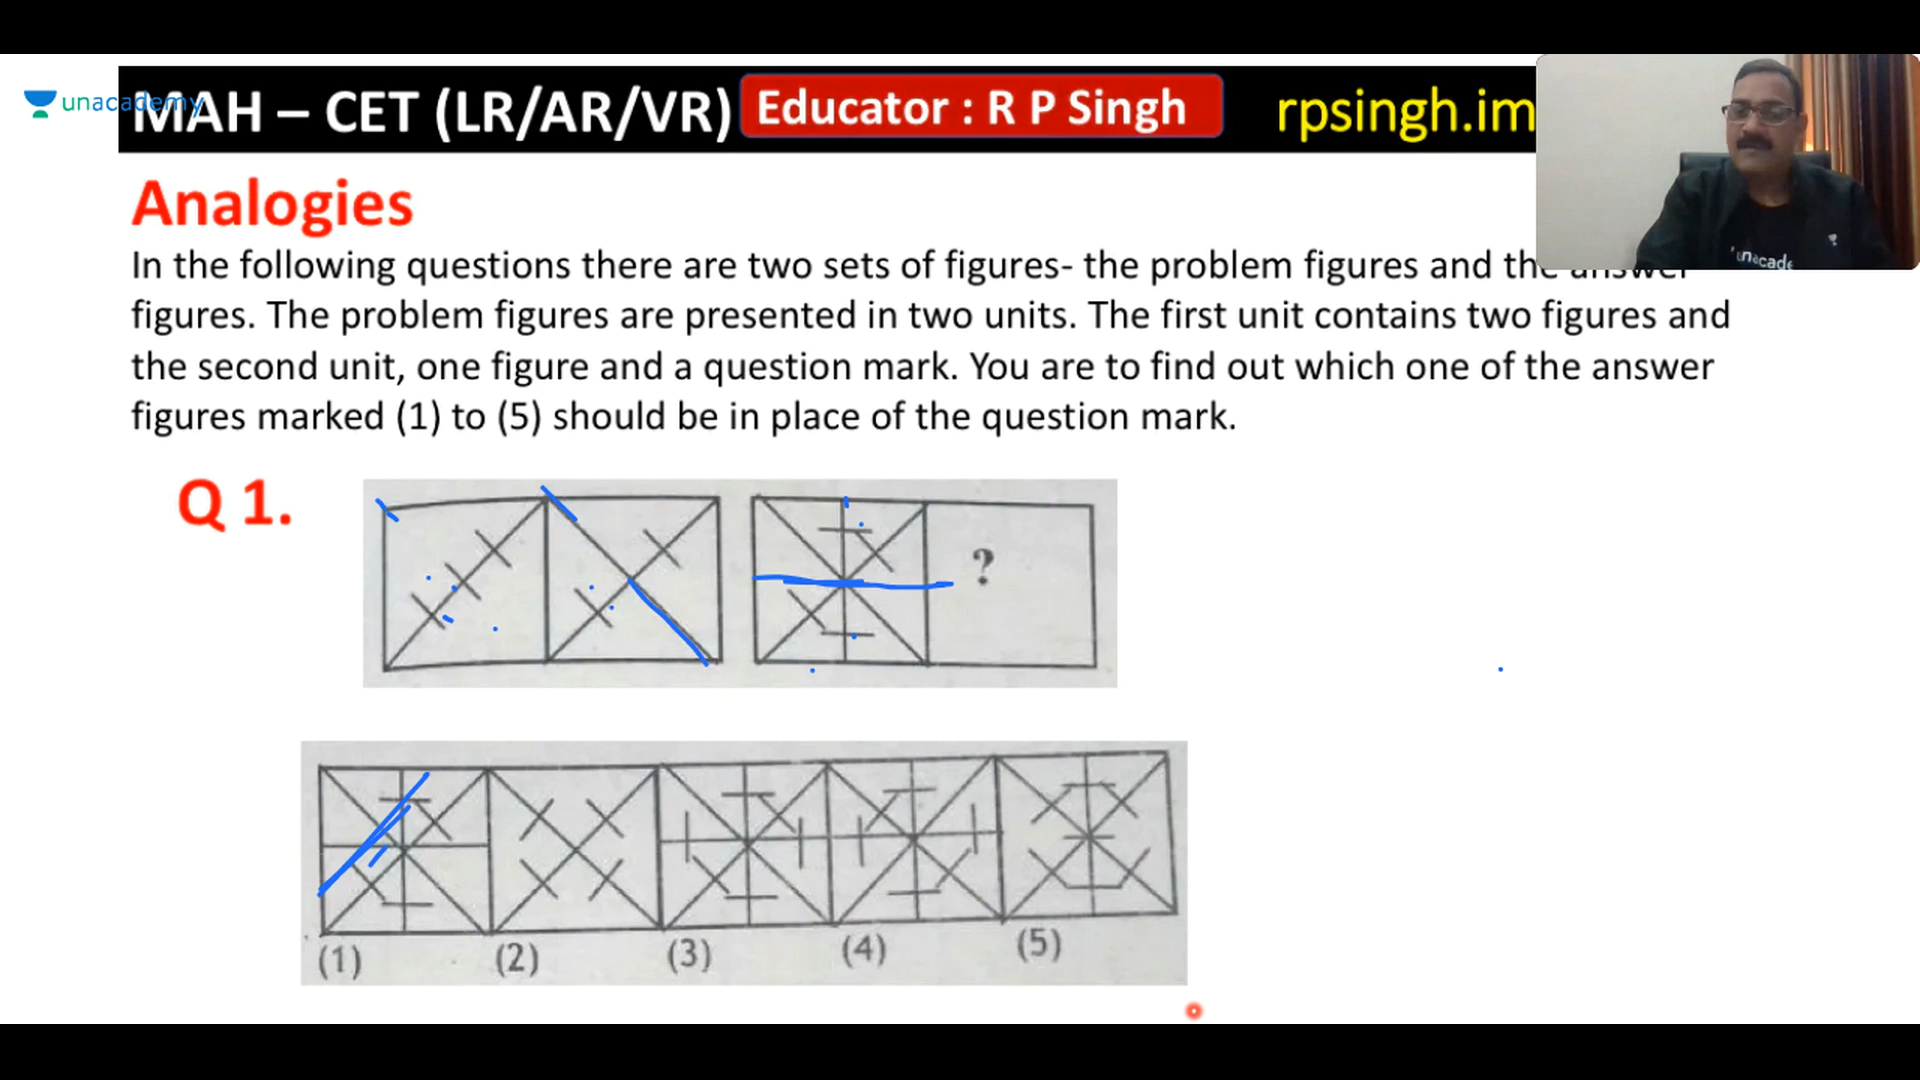 unacademy
MAH – CET (LR/AR/VR)
Educator : R P Singh
rpsingh.im
Analogies
In the following questions there are two sets of figures- the problem figures and the answer
figures. The problem figures are presented in two units. The first unit contains two figures and
the second unit, one figure and a question mark. You are to find out which one of the answer
figures marked (1) to (5) should be in place of the question mark.
Q 1.
?
(1) (2) (3) (4) (5)